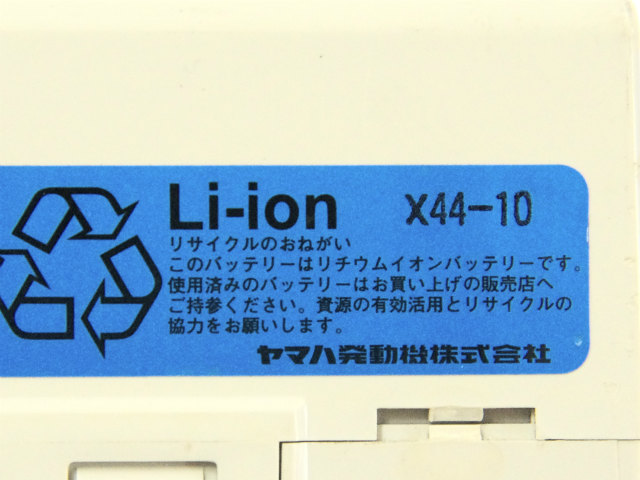 Li-ion X44-10
リサイクルのおねがい
このバッテリーはリチウムイオンバッテリーです。
使用済みのバッテリーはお買い上げの販売店へ
ご持参ください。資源の有効活用とリサイクルの
協力をお願いします。
ヤマハ発動機株式会社